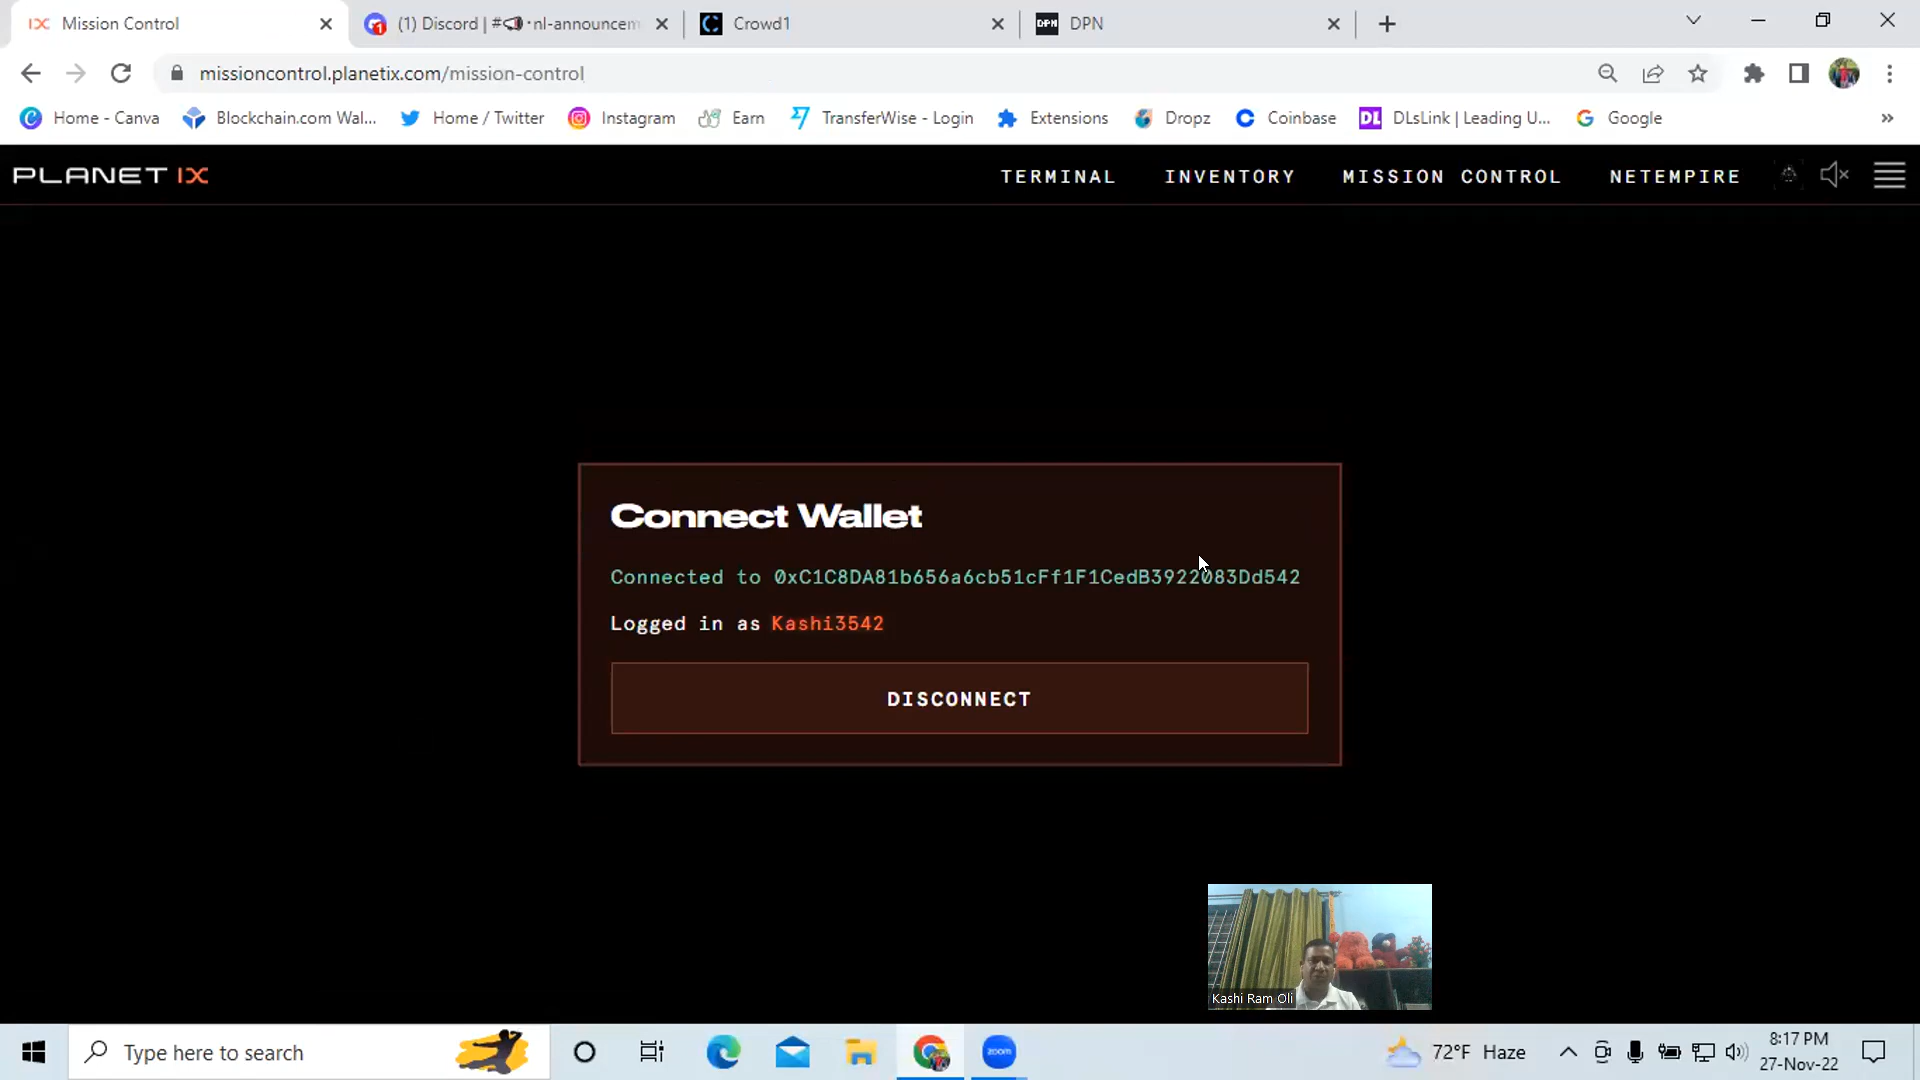 Mission Control
(1) Discord | #📢･nl-announcem
Crowd1
DPN
DPN
missioncontrol.planetix.com/mission-control
Home - Canva
Blockchain.com Wal...
Home / Twitter
Instagram
Earn
TransferWise - Login
Extensions
Dropz
Coinbase
DL
DLsLink | Leading U...
Google
»
PLANET IX
TERMINAL
INVENTORY
MISSION CONTROL
NETEMPIRE
Connect Wallet
Connected to 0xC1C8DA81b656a6cb51cFf1F1CedB3922083Dd542
Logged in as Kashi3542
DISCONNECT
Kashi Ram Oli
Type here to search
zoom
72°F Haze
8:17 PM
27-Nov-22